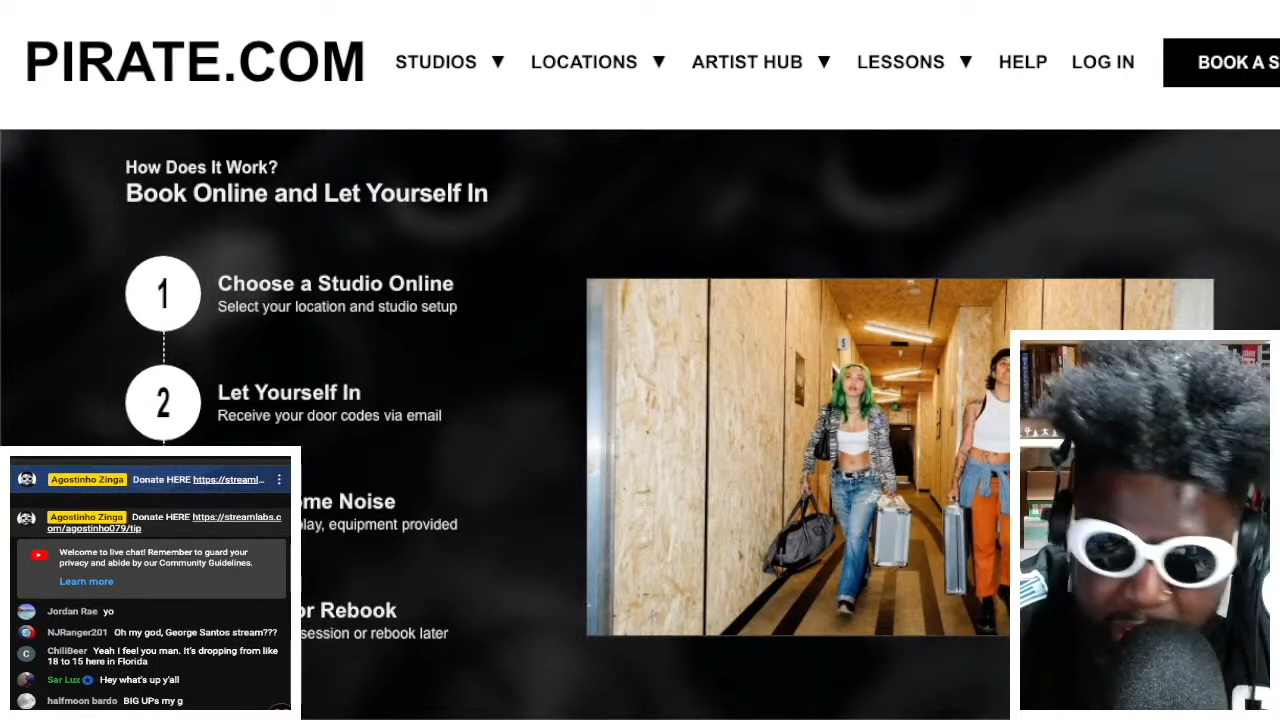 PIRATE.COM
STUDIOS ▼ LOCATIONS ▼ ARTIST HUB ▼ LESSONS ▼ HELP LOG IN BOOK A S
How Does It Work?
Book Online and Let Yourself In
1
Choose a Studio Online
Select your location and studio setup
2
Let Yourself In
Receive your door codes via email
ome Noise
play, equipment provided
or Rebook
session or rebook later
Agostinho Zinga Donate HERE https://streaml...
Agostinho Zinga Donate HERE https://streamlabs.c
om/agostinho079/tip
Welcome to live chat! Remember to guard your
privacy and abide by our Community Guidelines.
Learn more
Jordan Rae yo
NJRanger201 Oh my god, George Santos stream???
C
ChiliBeer Yeah i feel you man. It's dropping from like
18 to 15 here in Florida
Sar Lux Hey what's up y'all
halfmoon bardo BIG UPs my g